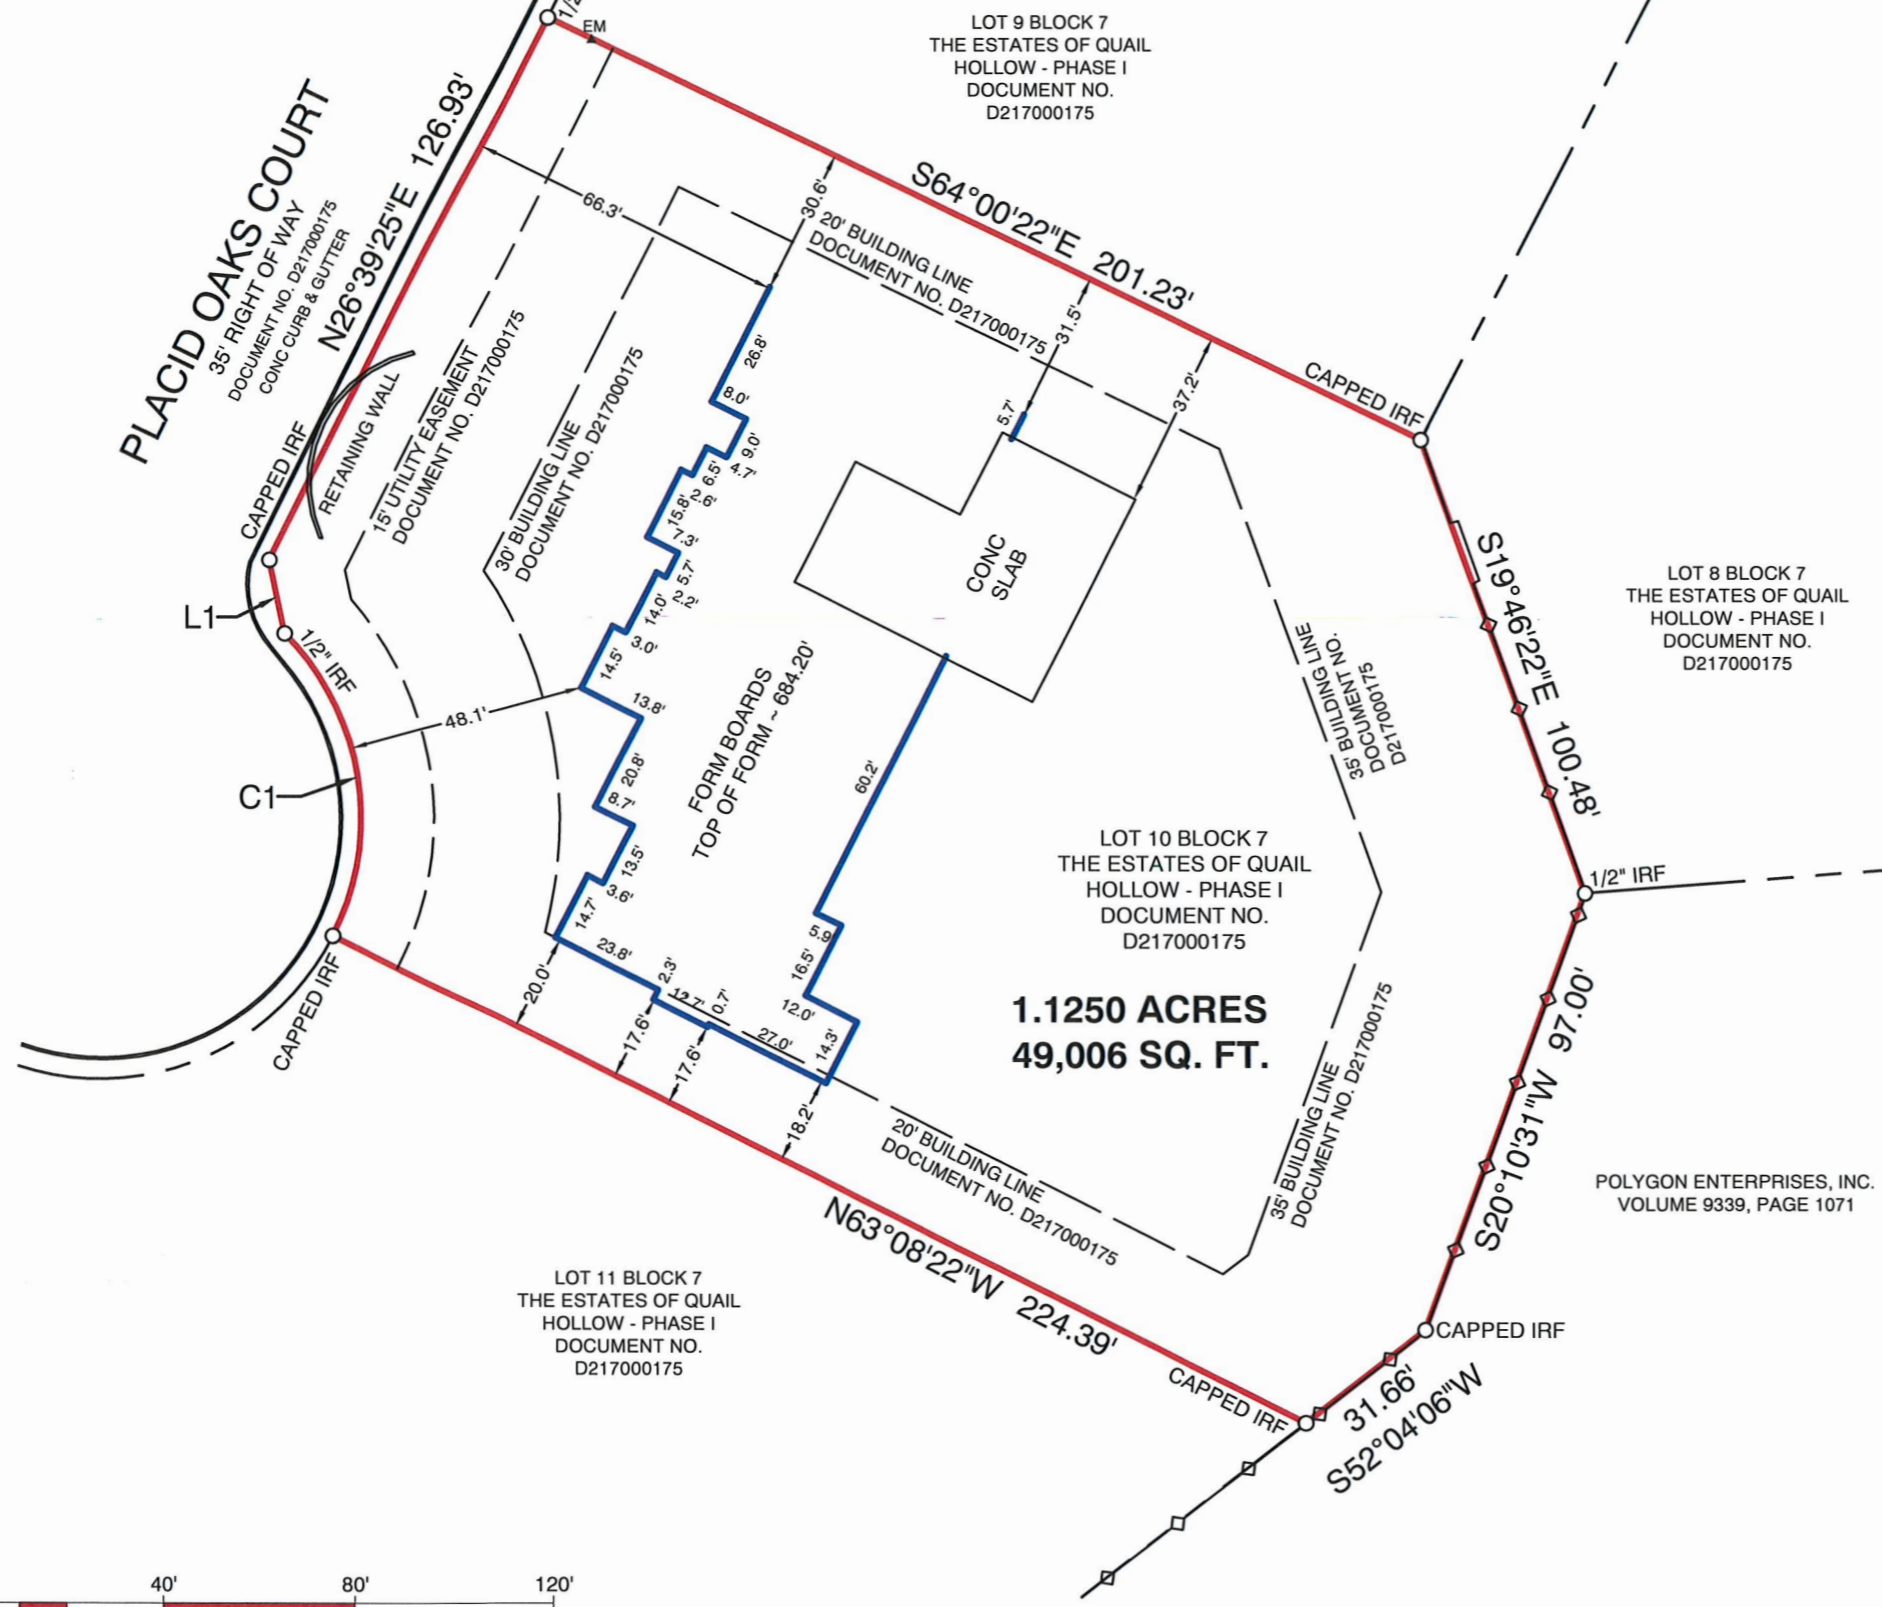 1/2
EM
LOT 9 BLOCK 7
THE ESTATES OF QUAIL
HOLLOW - PHASE I
DOCUMENT NO.
D217000175
PLACID OAKS COURT
35' RIGHT OF WAY
DOCUMENT NO. D217000175
CONC CURB & GUTTER
N26°39'25"E 126.93'
S64°00'22"E 201.23'
66.3'
30.6'
20' BUILDING LINE
DOCUMENT NO. D217000175
31.5'
37.2'
5.7'
CAPPED IRF
CAPPED IRF
RETAINING WALL
15' UTILITY EASEMENT
DOCUMENT NO. D217000175
30' BUILDING LINE
DOCUMENT NO. D217000175
26.8'
8.0'
9.0'
4.7'
6.5'
2.6'
15.8'
7.3'
5.7'
2.2'
14.0'
3.0'
14.5'
13.8'
20.8'
8.7'
13.5'
3.6'
14.7'
23.8'
2.3'
12.7'
0.7'
27.0'
14.3'
12.0'
16.5'
5.9
60.2'
CONC
SLAB
FORM BOARDS
TOP OF FORM ~ 684.20'
L1
1/2" IRF
48.1'
C1
CAPPED IRF
20.0'
17.6'
17.6'
18.2'
S19°46'22"E 100.48'
LOT 8 BLOCK 7
THE ESTATES OF QUAIL
HOLLOW - PHASE I
DOCUMENT NO.
D217000175
35' BUILDING LINE
DOCUMENT NO.
D217000175
LOT 10 BLOCK 7
THE ESTATES OF QUAIL
HOLLOW - PHASE I
DOCUMENT NO.
D217000175
1.1250 ACRES
49,006 SQ. FT.
1/2" IRF
S20°10'31"W 97.00'
35' BUILDING LINE
DOCUMENT NO. D217000175
20' BUILDING LINE
DOCUMENT NO. D217000175
POLYGON ENTERPRISES, INC.
VOLUME 9339, PAGE 1071
N63°08'22"W 224.39'
LOT 11 BLOCK 7
THE ESTATES OF QUAIL
HOLLOW - PHASE I
DOCUMENT NO.
D217000175
CAPPED IRF
CAPPED IRF
31.66'
S52°04'06"W
40'
80'
120'